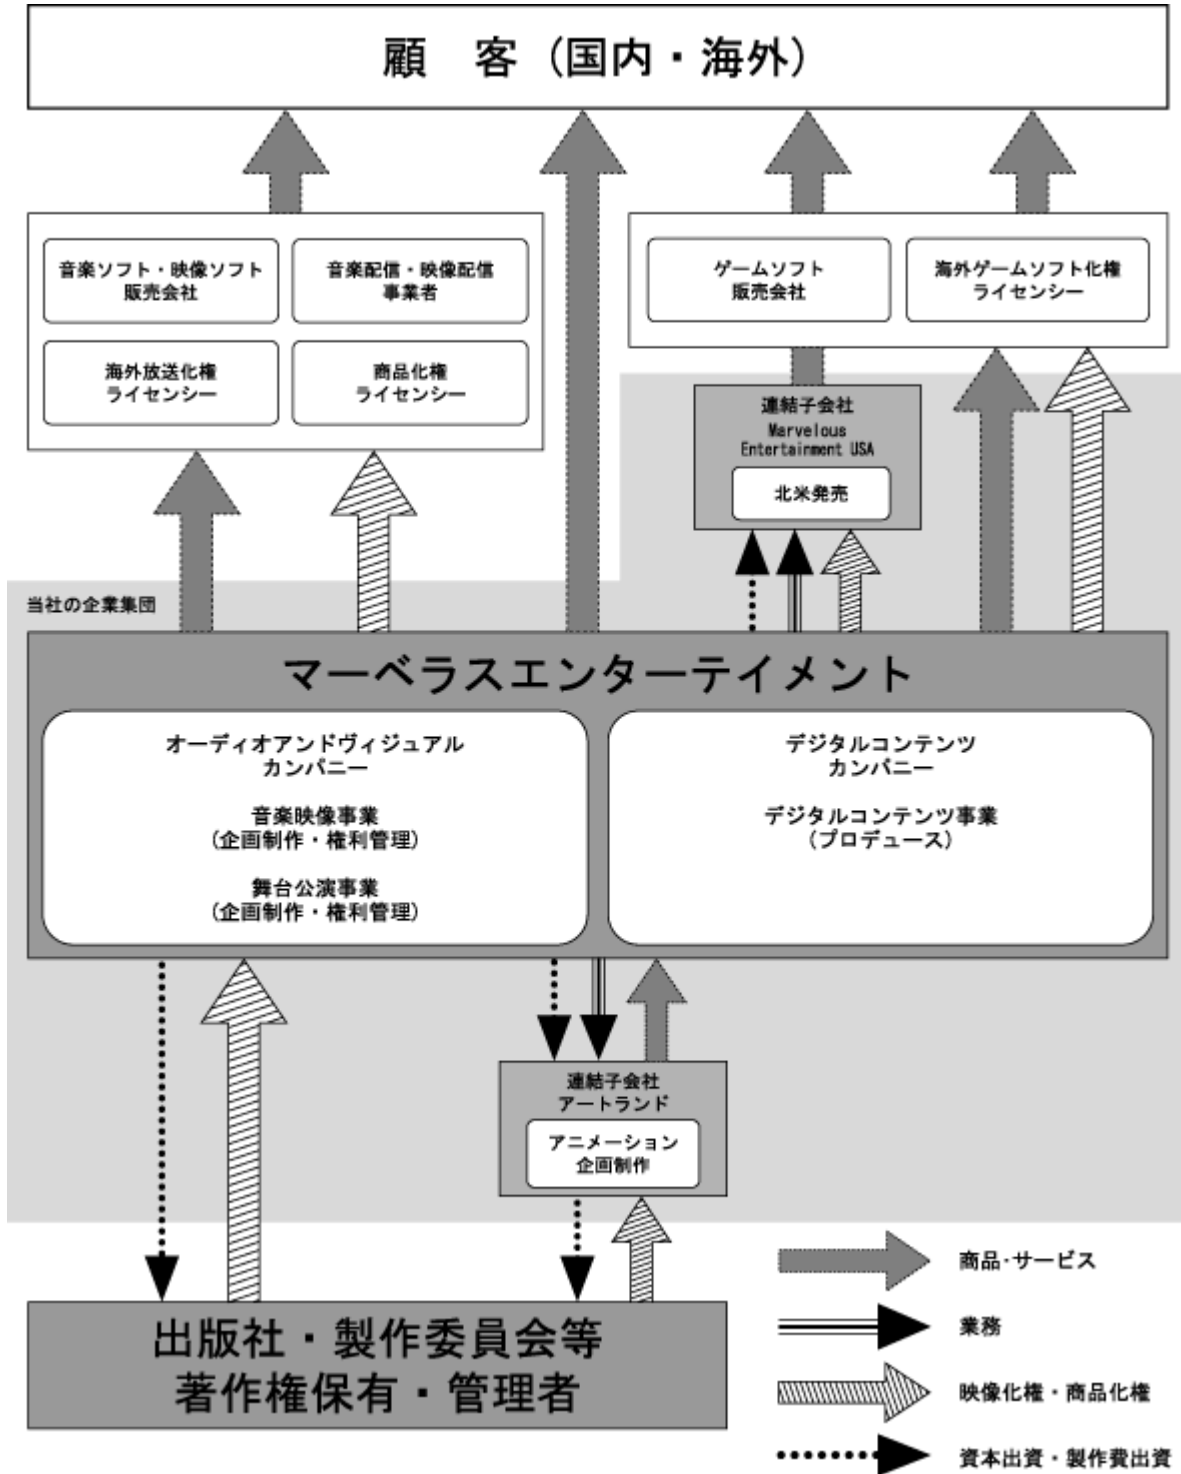 顧　客（国内・海外）
音楽ソフト・映像ソフト
販売会社
音楽配信・映像配信
事業者
海外放送化権
ライセンシー
商品化権
ライセンシー
ゲームソフト
販売会社
海外ゲームソフト化権
ライセンシー
連結子会社
Marvelous
Entertainment USA
北米発売
当社の企業集団
マーベラスエンターテイメント
オーディオアンドヴィジュアル
カンパニー
音楽映像事業
（企画制作・権利管理）
舞台公演事業
（企画制作・権利管理）
デジタルコンテンツ
カンパニー
デジタルコンテンツ事業
（プロデュース）
連結子会社
アートランド
アニメーション
企画制作
出版社・製作委員会等
著作権保有・管理者
商品・サービス
業務
映像化権・商品化権
資本出資・製作費出資